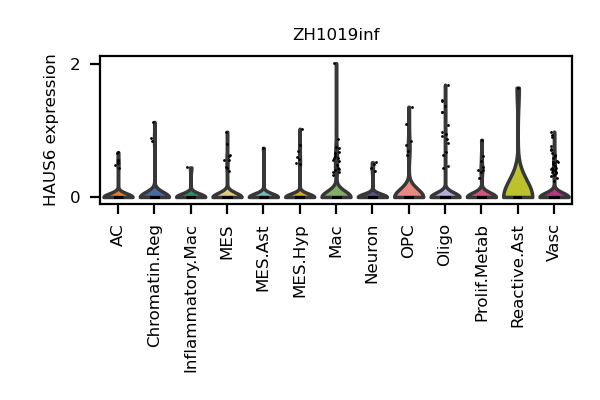 ZH1019inf
HAUS6 expression
2
0
AC
Chromatin.Reg
Inflammatory.Mac
MES
MES.Ast
MES.Hyp
Mac
Neuron
OPC
Oligo
Prolif.Metab
Reactive.Ast
Vasc